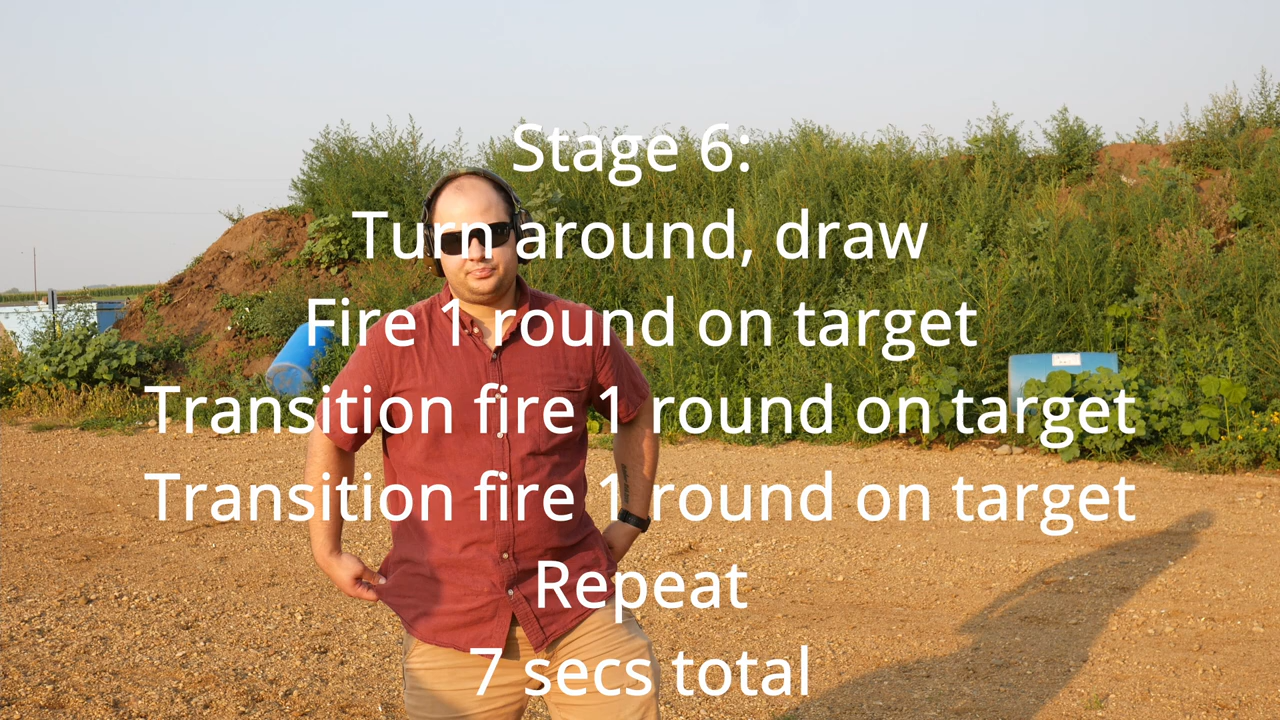 Stage 6:
Turn around, draw
Fire 1 round on target
Transition fire 1 round on target
Transition fire 1 round on target
Repeat
7 secs total